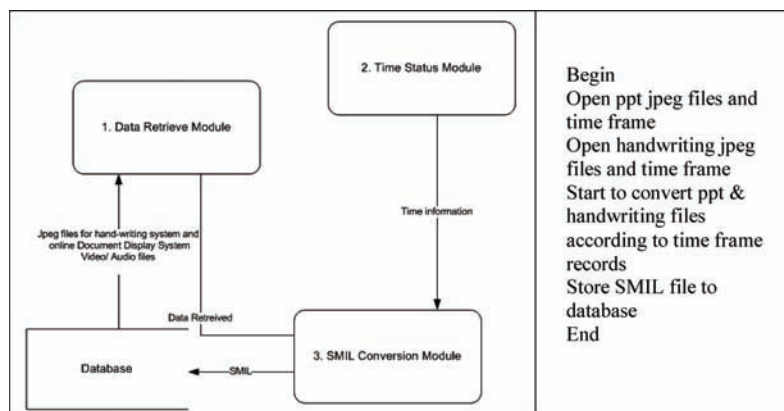 2. Time Status Module
1. Data Retrieve Module
Time information
Jpeg files for hand-writing system and
online Document Display System
Video/ Audio files
Data Retreived
3. SMIL Conversion Module
Database
SMIL
Begin
Open ppt jpeg files and
time frame
Open handwriting jpeg
files and time frame
Start to convert ppt &
handwriting files
according to time frame
records
Store SMIL file to
database
End